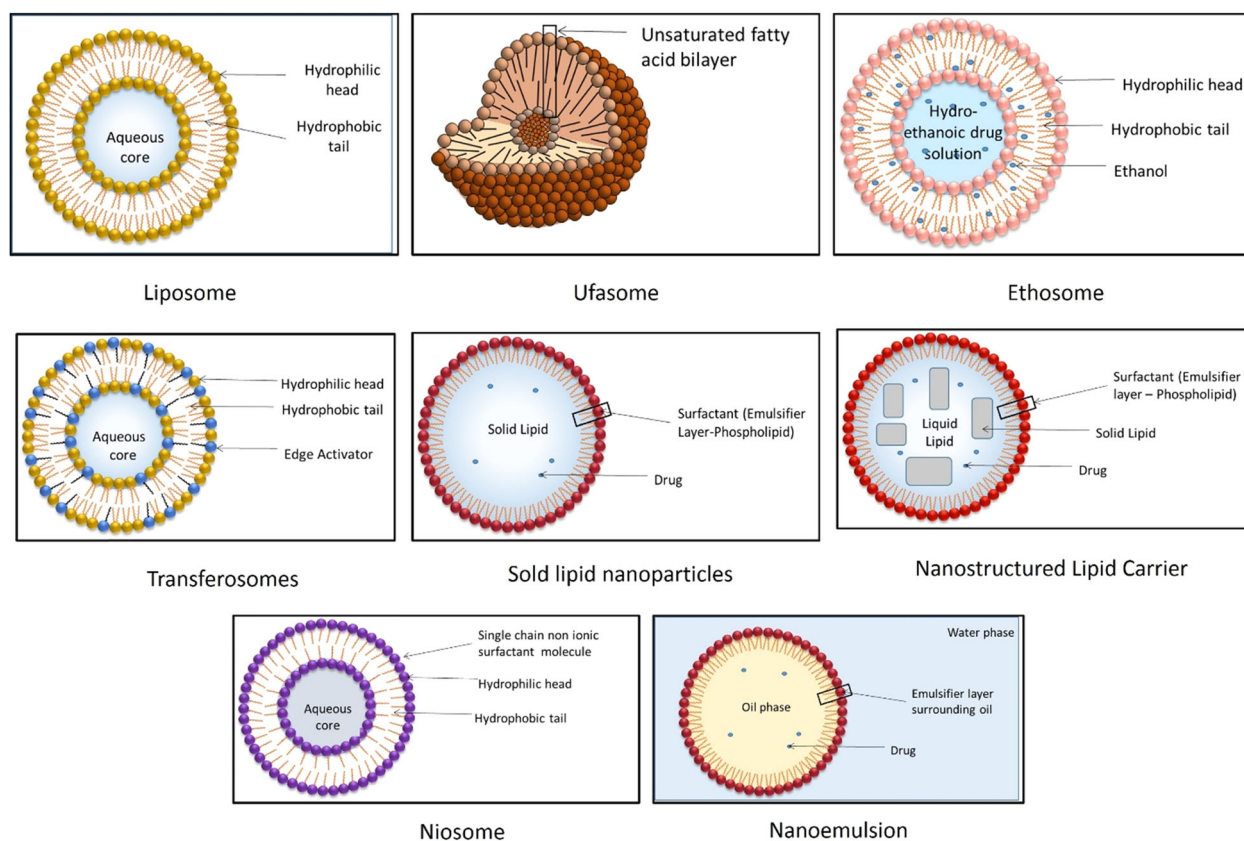 Hydrophilic
head
Hydrophobic
tail
Aqueous
core
Liposome
Unsaturated fatty
acid bilayer
Ufasome
Hydrophilic head
Hydrophobic tail
Ethanol
Hydro-
ethanoic drug
solution
Ethosome
Hydrophilic head
Hydrophobic tail
Edge Activator
Aqueous
core
Transferosomes
Solid Lipid
Surfactant (Emulsifier
Layer-Phospholipid)
Drug
Sold lipid nanoparticles
Surfactant (Emulsifier
layer – Phospholipid)
Solid Lipid
Liquid
Lipid
Drug
Nanostructured Lipid Carrier
Single chain non ionic
surfactant molecule
Hydrophilic head
Hydrophobic tail
Aqueous
core
Niosome
Water phase
Oil phase
Emulsifier layer
surrounding oil
Drug
Nanoemulsion